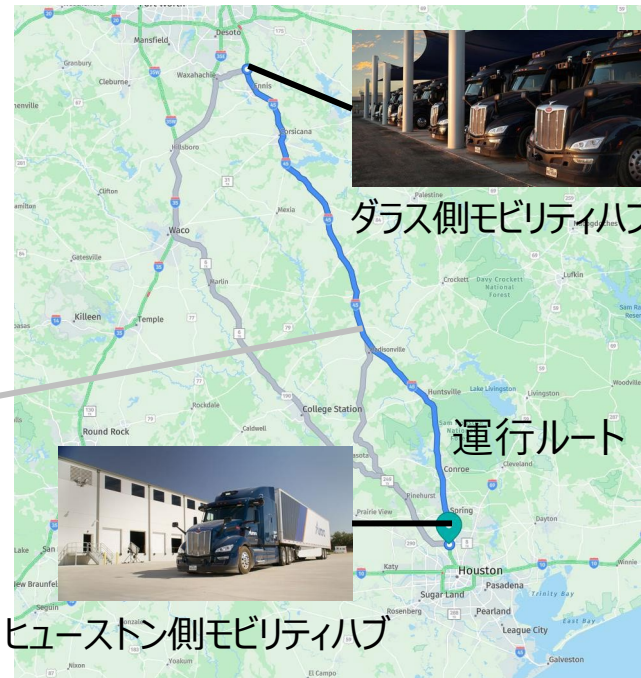 Mansfield
Desoto
Granbury
Cleburne
Waxahachie
Ennis
Corsicana
Hillsboro
Clifton
Mexia
Palestine
ダラス側モビリティハブ
Waco
Gatesville
Marlin
Crockett
Davy Crockett
National
Forest
Lufkin
Killeen
Temple
Madisonville
Huntsville
Lake Livingston
Livingston
Woodville
Rockdale
College Station
Caldwell
Round Rock
運行ルート
Conroe
Cleveland
Pinehurst
Prairie View
Spring
Dayton
Katy
Houston
Winnie
Pasadena
Trinity Bay
New Braunfel
Sugar Land
Seguin
Rosenberg
Pearland
East Bay
League City
ヒューストン側モビリティハブ
Galveston
Nixon
Yoakum
El Campo